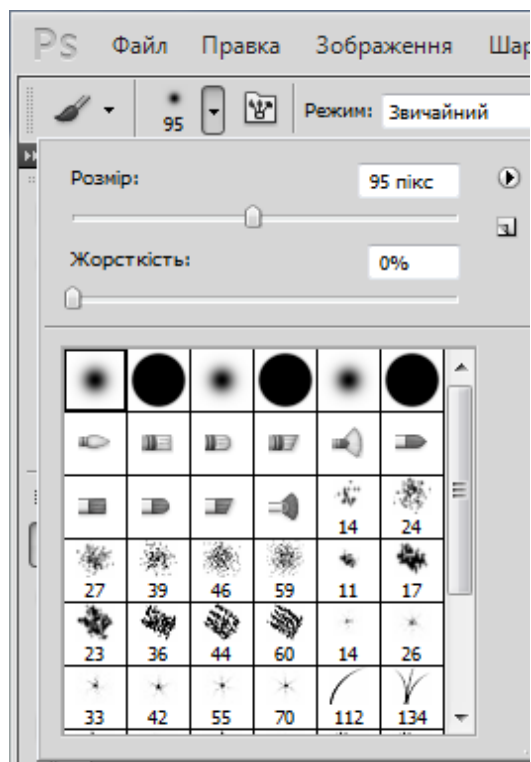 Ps Файл Правка Зображення Шар
95 Режим: Звичайний
Розмір: 95 пікс
Жорсткість: 0%
14 24
27 39 46 59 11 17
23 36 44 60 14 26
33 42 55 70 112 134